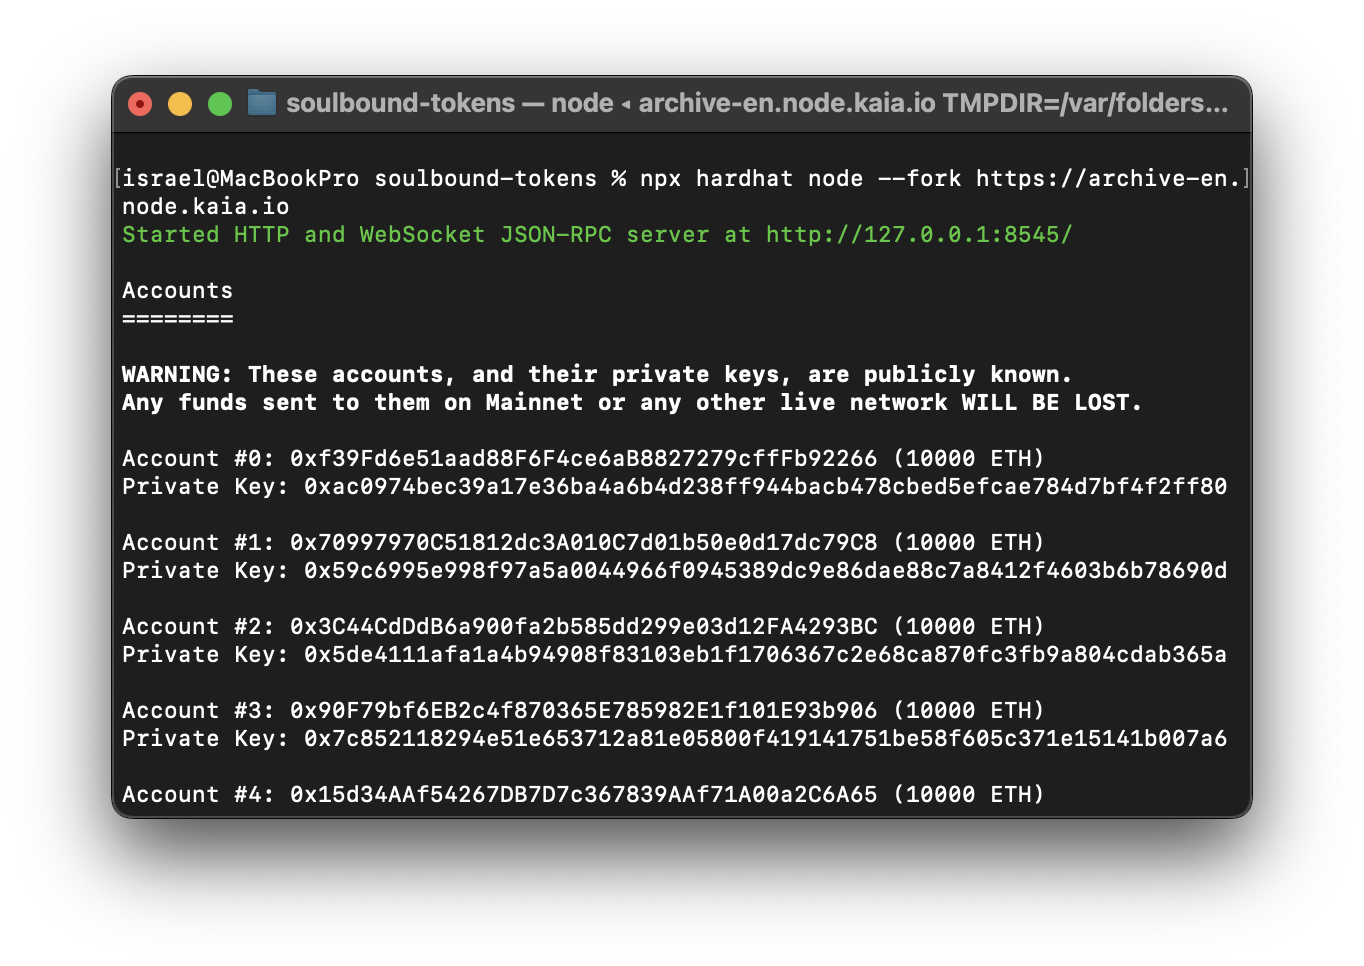 soulbound-tokens — node ◂ archive-en.node.kaia.io TMPDIR=/var/folders...
[israel@MacBookPro soulbound-tokens % npx hardhat node --fork https://archive-en.]
node.kaia.io
Started HTTP and WebSocket JSON-RPC server at http://127.0.0.1:8545/
Accounts
========
WARNING: These accounts, and their private keys, are publicly known.
Any funds sent to them on Mainnet or any other live network WILL BE LOST.
Account #0: 0xf39Fd6e51aad88F6F4ce6aB8827279cffFb92266 (10000 ETH)
Private Key: 0xac0974bec39a17e36ba4a6b4d238ff944bacb478cbed5efcae784d7bf4f2ff80
Account #1: 0x70997970C51812dc3A010C7d01b50e0d17dc79C8 (10000 ETH)
Private Key: 0x59c6995e998f97a5a0044966f0945389dc9e86dae88c7a8412f4603b6b78690d
Account #2: 0x3C44CdDdB6a900fa2b585dd299e03d12FA4293BC (10000 ETH)
Private Key: 0x5de4111afa1a4b94908f83103eb1f1706367c2e68ca870fc3fb9a804cdab365a
Account #3: 0x90F79bf6EB2c4f870365E785982E1f101E93b906 (10000 ETH)
Private Key: 0x7c852118294e51e653712a81e05800f419141751be58f605c371e15141b007a6
Account #4: 0x15d34AAf54267DB7D7c367839AAf71A00a2C6A65 (10000 ETH)